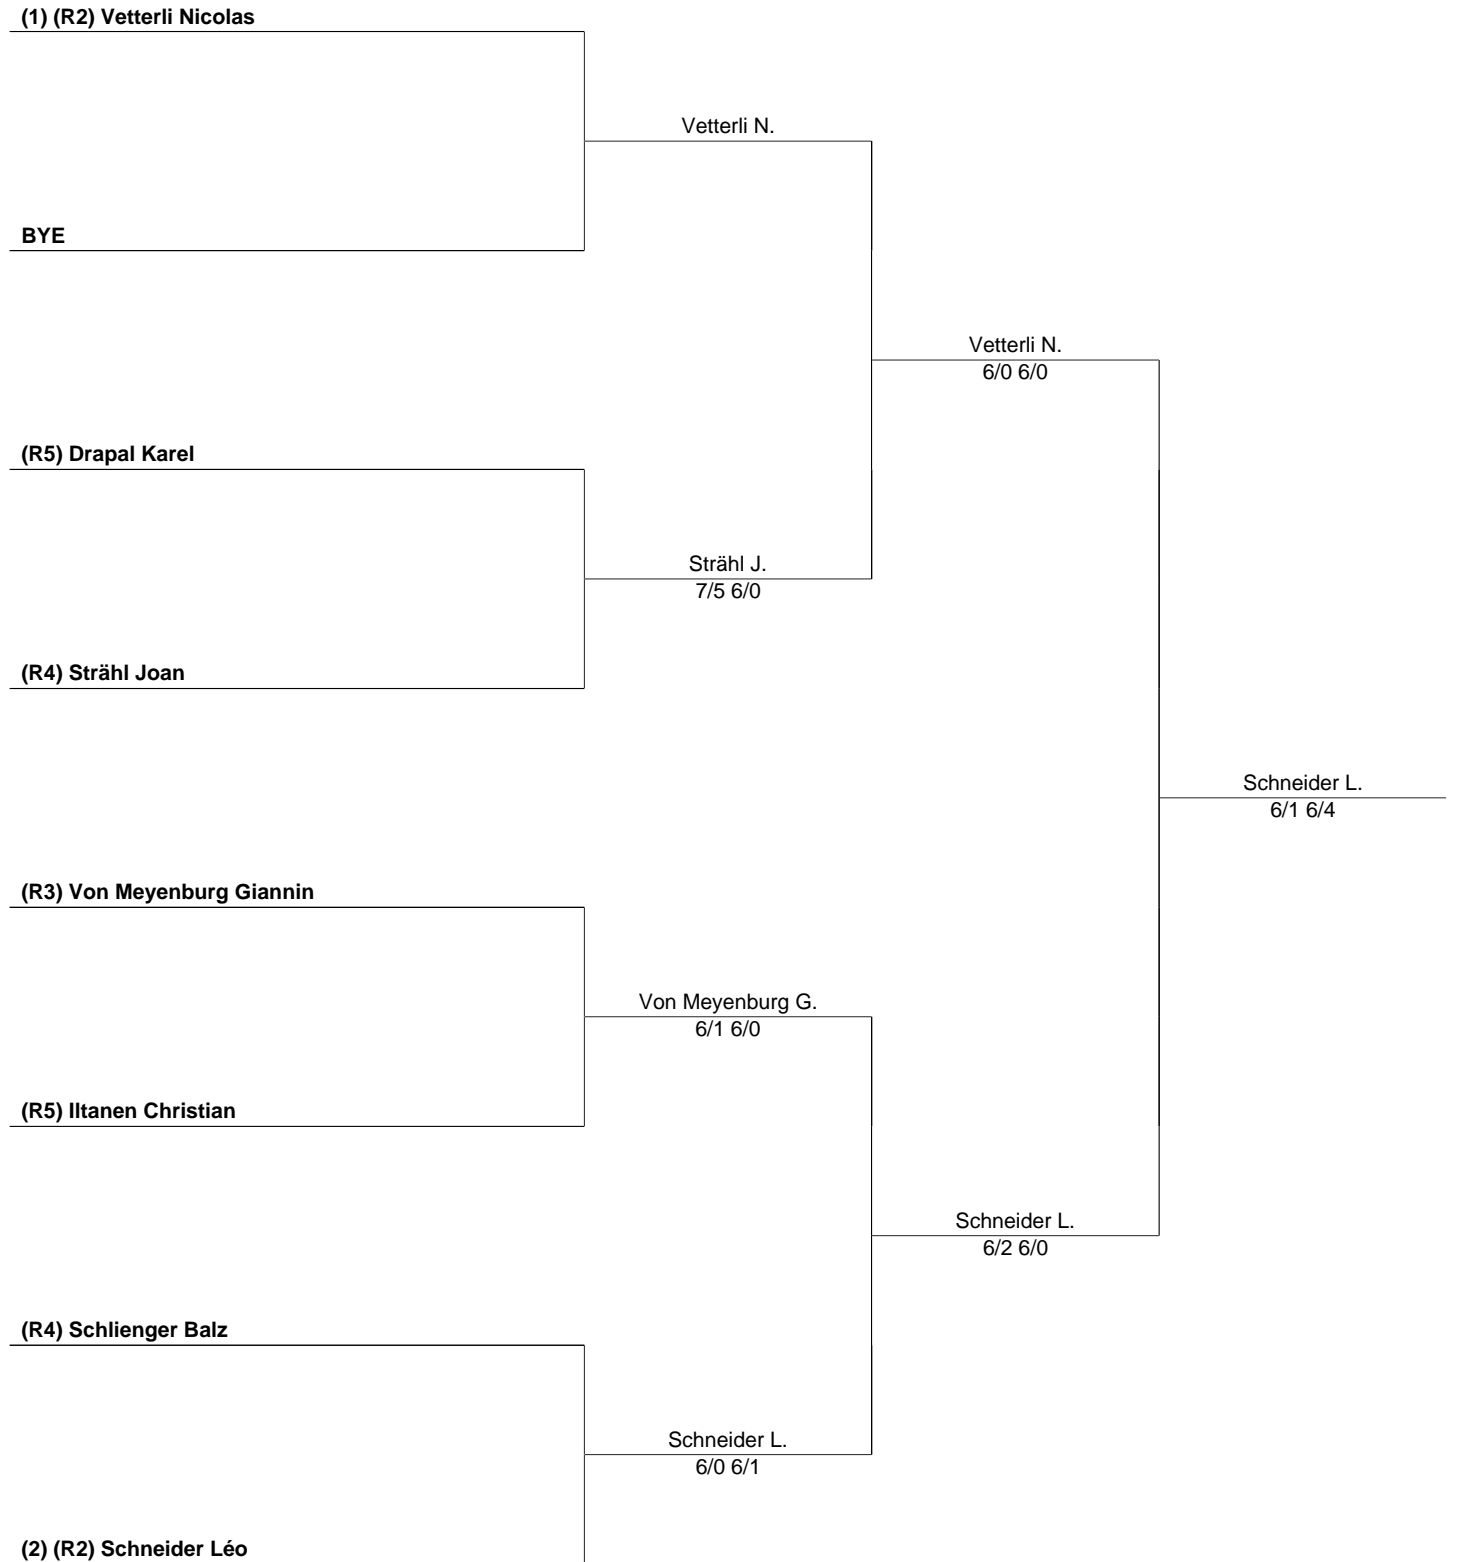 (1) (R2) Vetterli Nicolas
Vetterli N.
BYE
Vetterli N.
6/0 6/0
(R5) Drapal Karel
Strähl J.
7/5 6/0
(R4) Strähl Joan
Schneider L.
6/1 6/4
(R3) Von Meyenburg Giannin
Von Meyenburg G.
6/1 6/0
(R5) Iltanen Christian
Schneider L.
6/2 6/0
(R4) Schlienger Balz
Schneider L.
6/0 6/1
(2) (R2) Schneider Léo